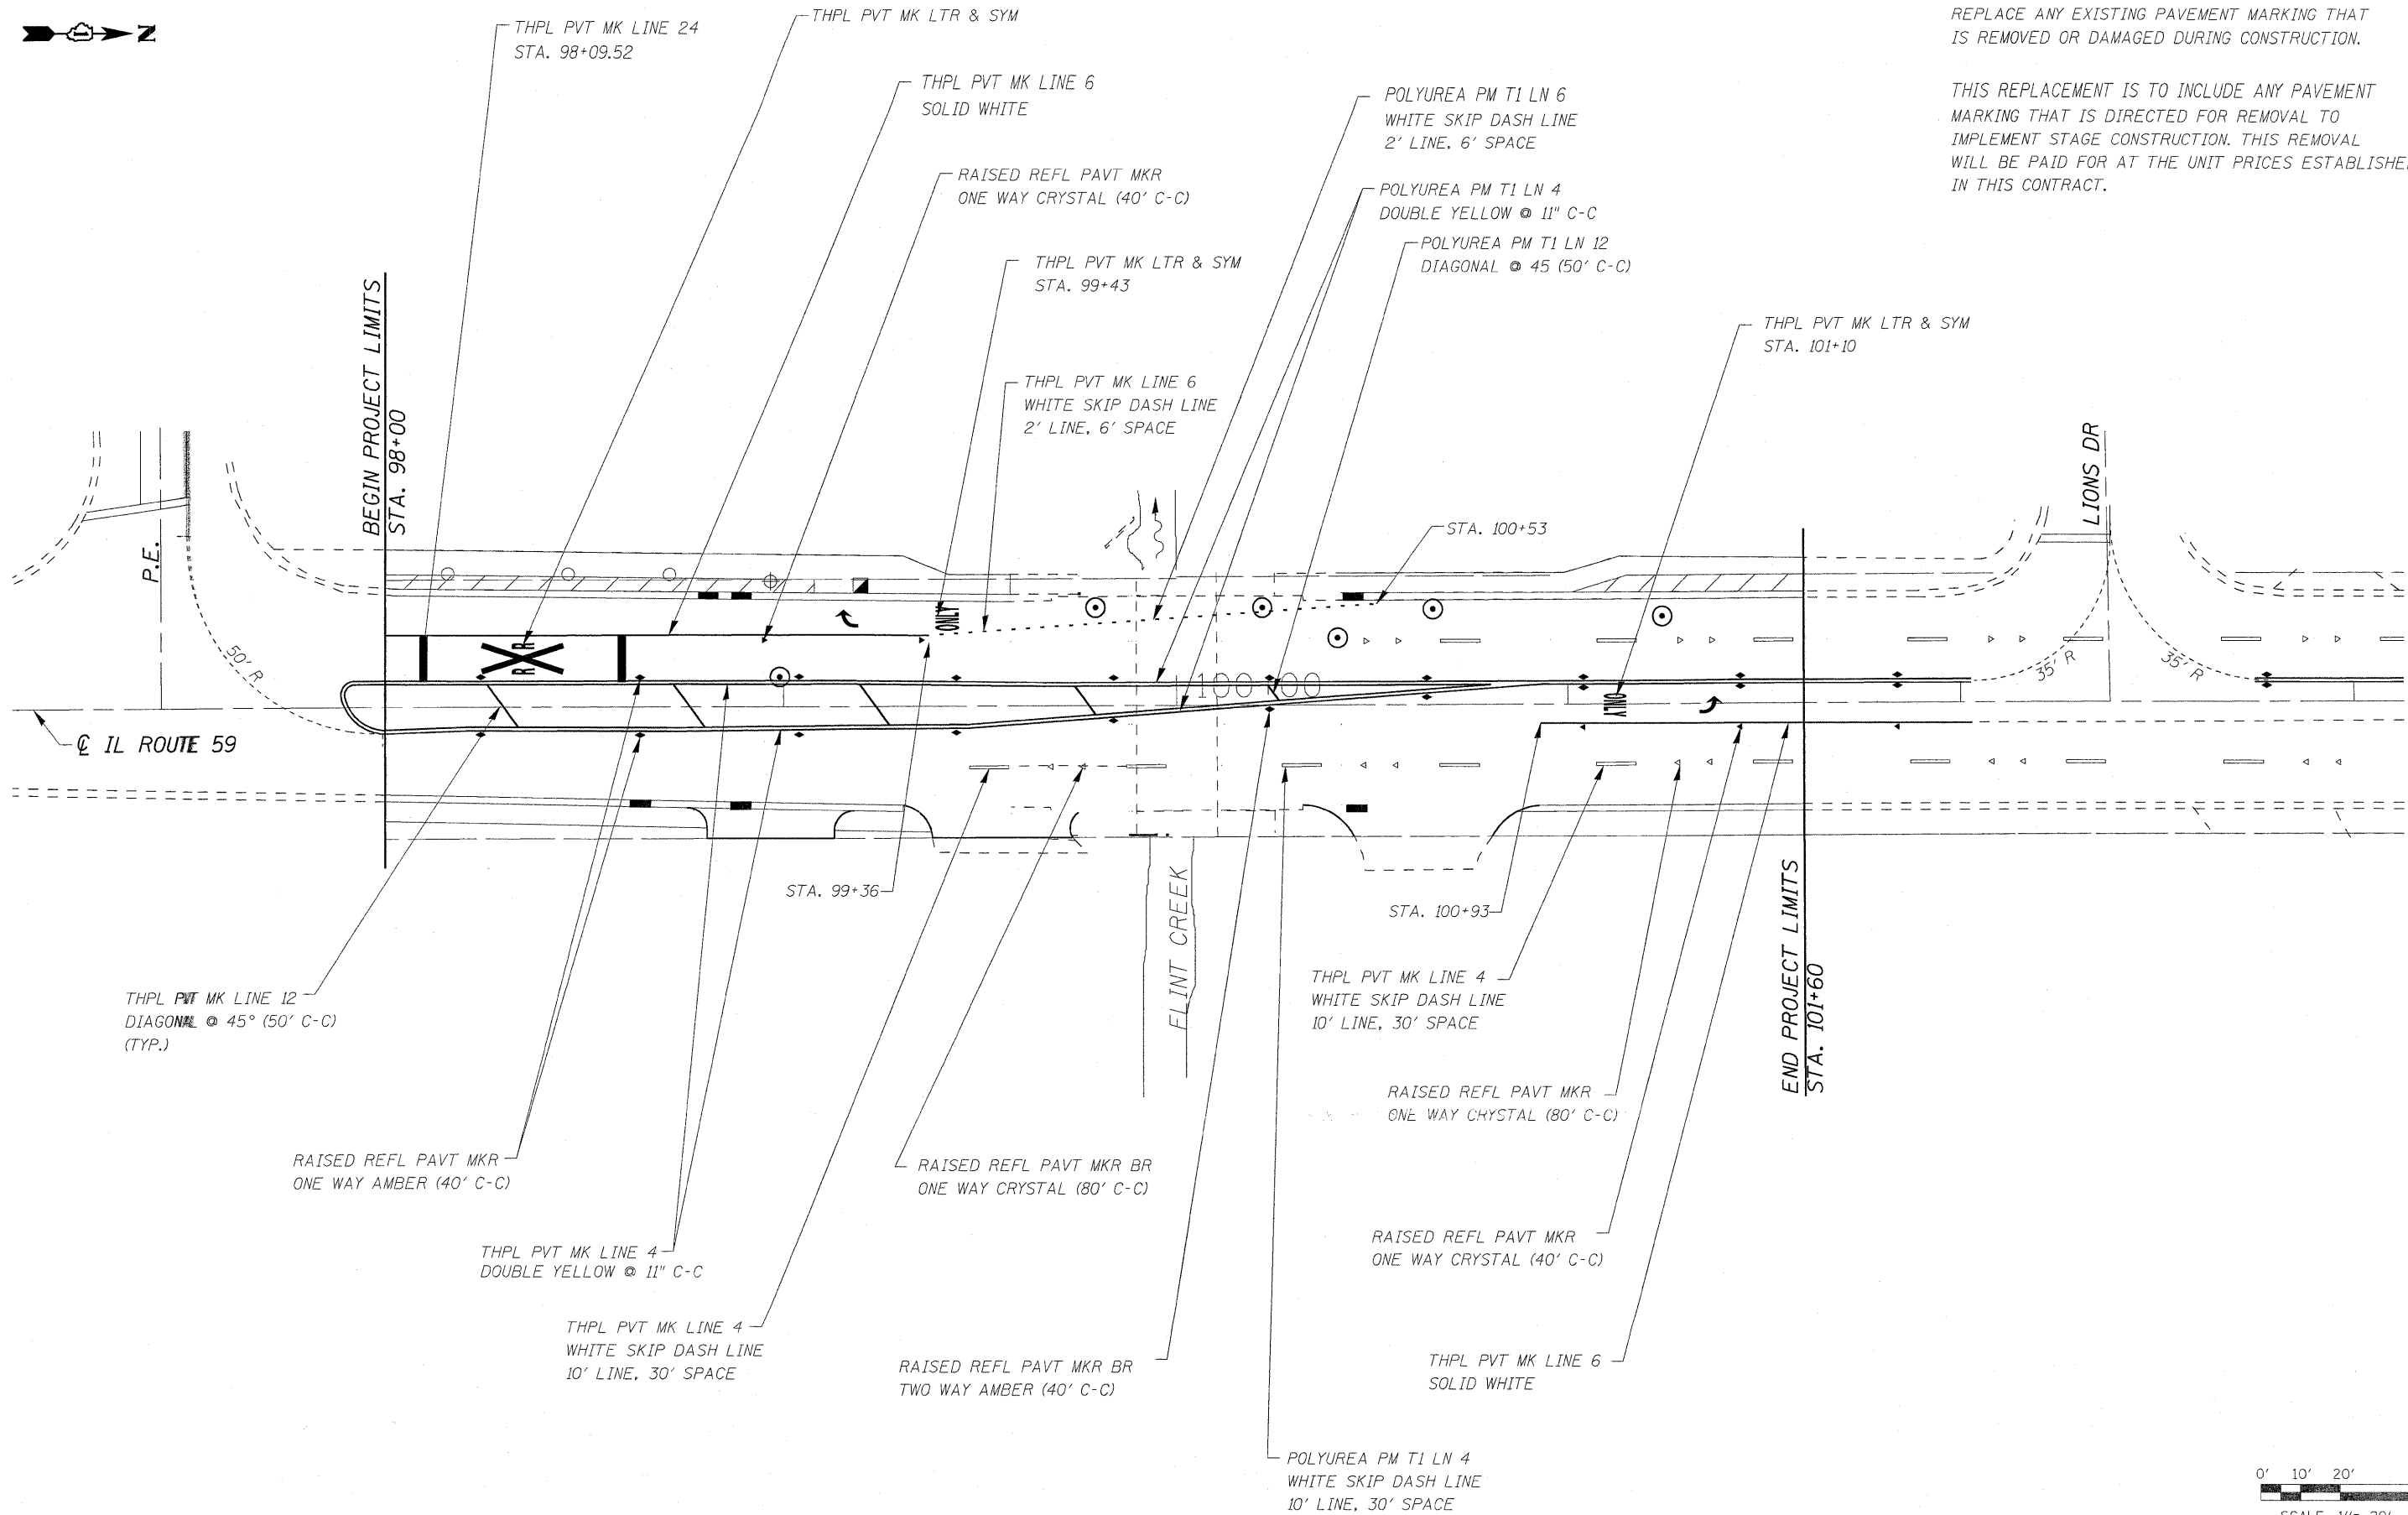 N
THPL PVT MK LINE 24
STA. 98+09.52
THPL PVT MK LTR & SYM
THPL PVT MK LINE 6
SOLID WHITE
RAISED REFL PAVT MKR
ONE WAY CRYSTAL (40' C-C)
THPL PVT MK LTR & SYM
STA. 99+43
THPL PVT MK LINE 6
WHITE SKIP DASH LINE
2' LINE, 6' SPACE
POLYUREA PM T1 LN 6
WHITE SKIP DASH LINE
2' LINE, 6' SPACE
POLYUREA PM T1 LN 4
DOUBLE YELLOW @ 11" C-C
POLYUREA PM T1 LN 12
DIAGONAL @ 45 (50' C-C)
THPL PVT MK LTR & SYM
STA. 101+10
REPLACE ANY EXISTING PAVEMENT MARKING THAT
IS REMOVED OR DAMAGED DURING CONSTRUCTION.
THIS REPLACEMENT IS TO INCLUDE ANY PAVEMENT
MARKING THAT IS DIRECTED FOR REMOVAL TO
IMPLEMENT STAGE CONSTRUCTION. THIS REMOVAL
WILL BE PAID FOR AT THE UNIT PRICES ESTABLISHE
IN THIS CONTRACT.
BEGIN PROJECT LIMITS
STA. 98+00
P.E.
50' R
℄ IL ROUTE 59
R R
ONLY
STA. 100+53
100+00
ONLY
LIONS DR
35' R
35' R
STA. 99+36
FLINT CREEK
STA. 100+93
END PROJECT LIMITS
STA. 101+60
THPL PVT MK LINE 12
DIAGONAL @ 45° (50' C-C)
(TYP.)
RAISED REFL PAVT MKR
ONE WAY AMBER (40' C-C)
THPL PVT MK LINE 4
DOUBLE YELLOW @ 11" C-C
THPL PVT MK LINE 4
WHITE SKIP DASH LINE
10' LINE, 30' SPACE
RAISED REFL PAVT MKR BR
ONE WAY CRYSTAL (80' C-C)
RAISED REFL PAVT MKR BR
TWO WAY AMBER (40' C-C)
THPL PVT MK LINE 4
WHITE SKIP DASH LINE
10' LINE, 30' SPACE
RAISED REFL PAVT MKR
ONE WAY CRYSTAL (80' C-C)
RAISED REFL PAVT MKR
ONE WAY CRYSTAL (40' C-C)
THPL PVT MK LINE 6
SOLID WHITE
POLYUREA PM T1 LN 4
WHITE SKIP DASH LINE
10' LINE, 30' SPACE
0' 10' 20'